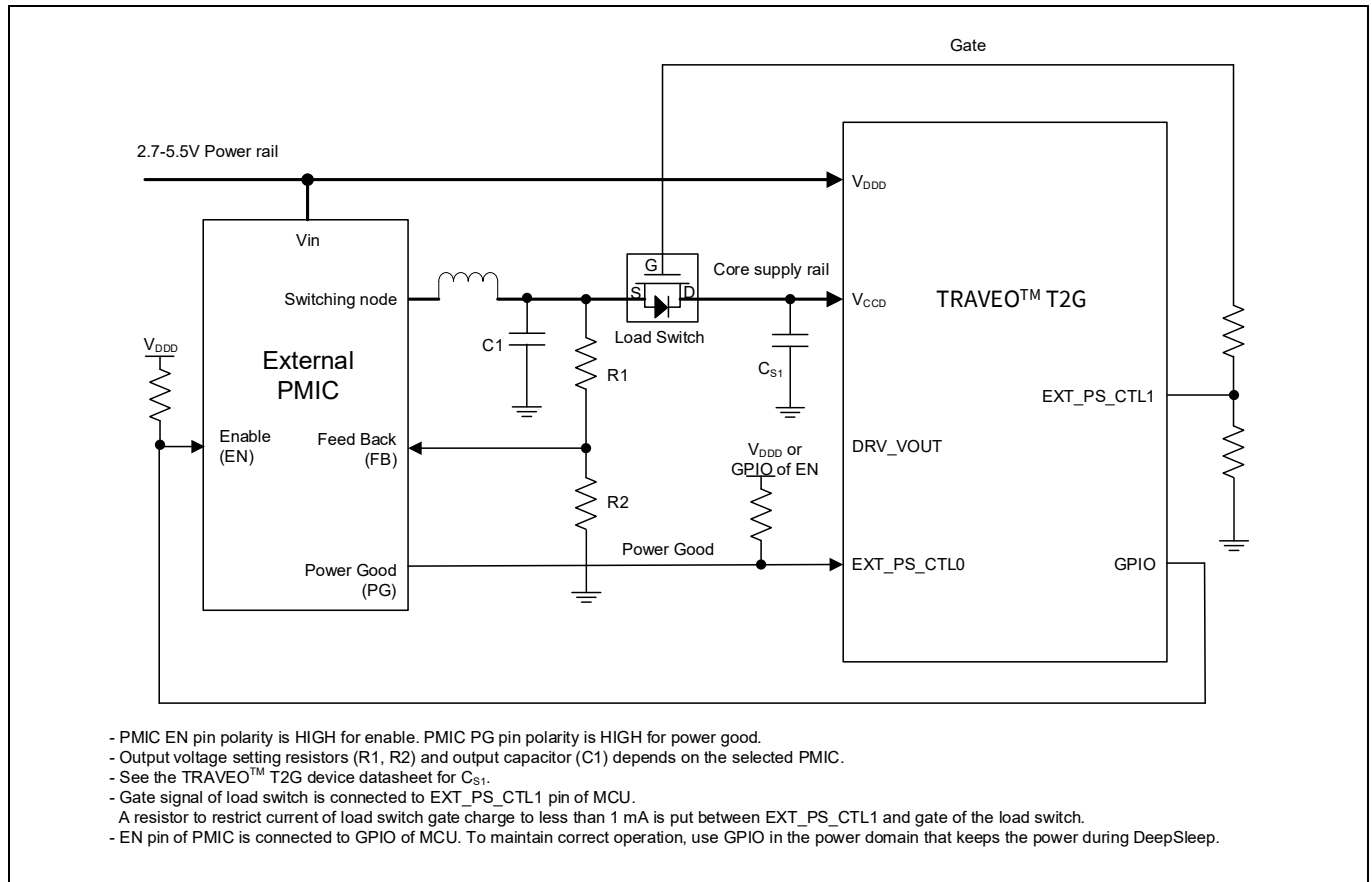 Gate
2.7-5.5V Power rail
VDDD
Vin
G
Core supply rail
Switching node
S
D
VCCD
TRAVEO™ T2G
Load Switch
VDDD
C1
CS1
External
PMIC
R1
EXT_PS_CTL1
Enable
(EN)
Feed Back
(FB)
VDDD or
GPIO of EN
DRV_VOUT
R2
Power Good
Power Good
(PG)
EXT_PS_CTL0
GPIO
- PMIC EN pin polarity is HIGH for enable. PMIC PG pin polarity is HIGH for power good.
- Output voltage setting resistors (R1, R2) and output capacitor (C1) depends on the selected PMIC.
- See the TRAVEO™ T2G device datasheet for CS1.
- Gate signal of load switch is connected to EXT_PS_CTL1 pin of MCU.
A resistor to restrict current of load switch gate charge to less than 1 mA is put between EXT_PS_CTL1 and gate of the load switch.
- EN pin of PMIC is connected to GPIO of MCU. To maintain correct operation, use GPIO in the power domain that keeps the power during DeepSleep.